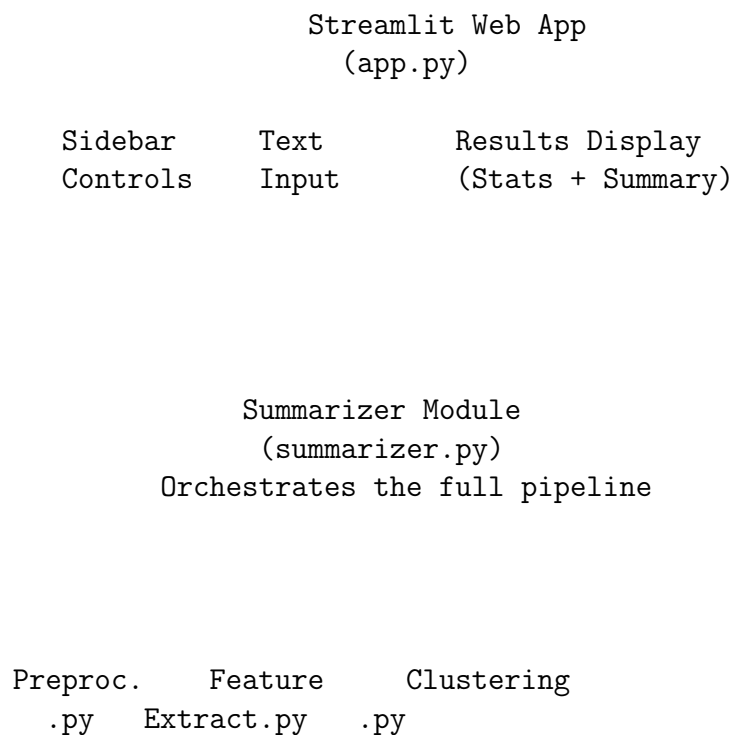 Streamlit Web App
(app.py)
Sidebar Text Results Display
Controls Input (Stats + Summary)
Summarizer Module
(summarizer.py)
Orchestrates the full pipeline
Preproc. Feature Clustering
.py Extract.py .py